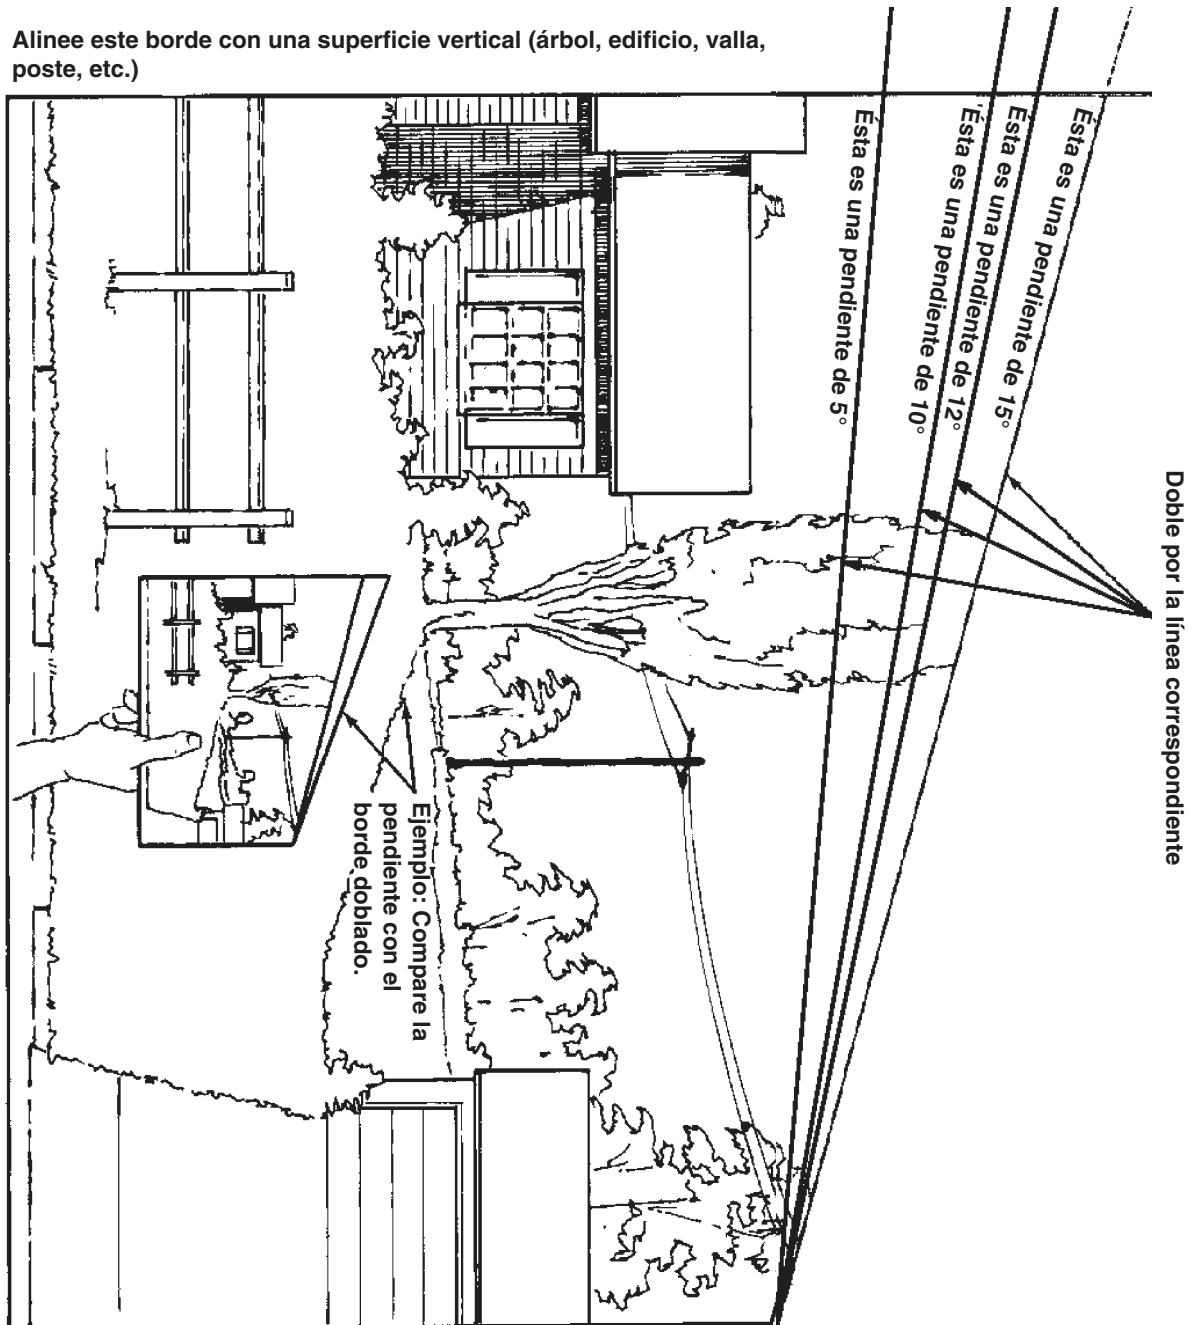 Alinee este borde con una superficie vertical (árbol, edificio, valla,
poste, etc.)
Doble por la línea correspondiente
Ésta es una pendiente de 15°
Ésta es una pendiente de 12°
Ésta es una pendiente de 10°
Ésta es una pendiente de 5°
Ejemplo: Compare la
pendiente con el
borde doblado.